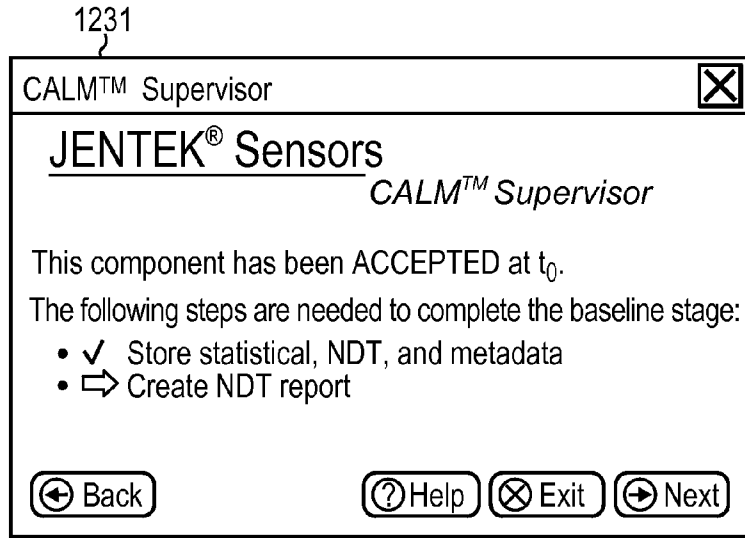 1231
CALM™ Supervisor
JENTEK® Sensors
CALM™ Supervisor
This component has been ACCEPTED at t₀.
The following steps are needed to complete the baseline stage:
• ✓ Store statistical, NDT, and metadata
• ⇨ Create NDT report
Back Help Exit Next